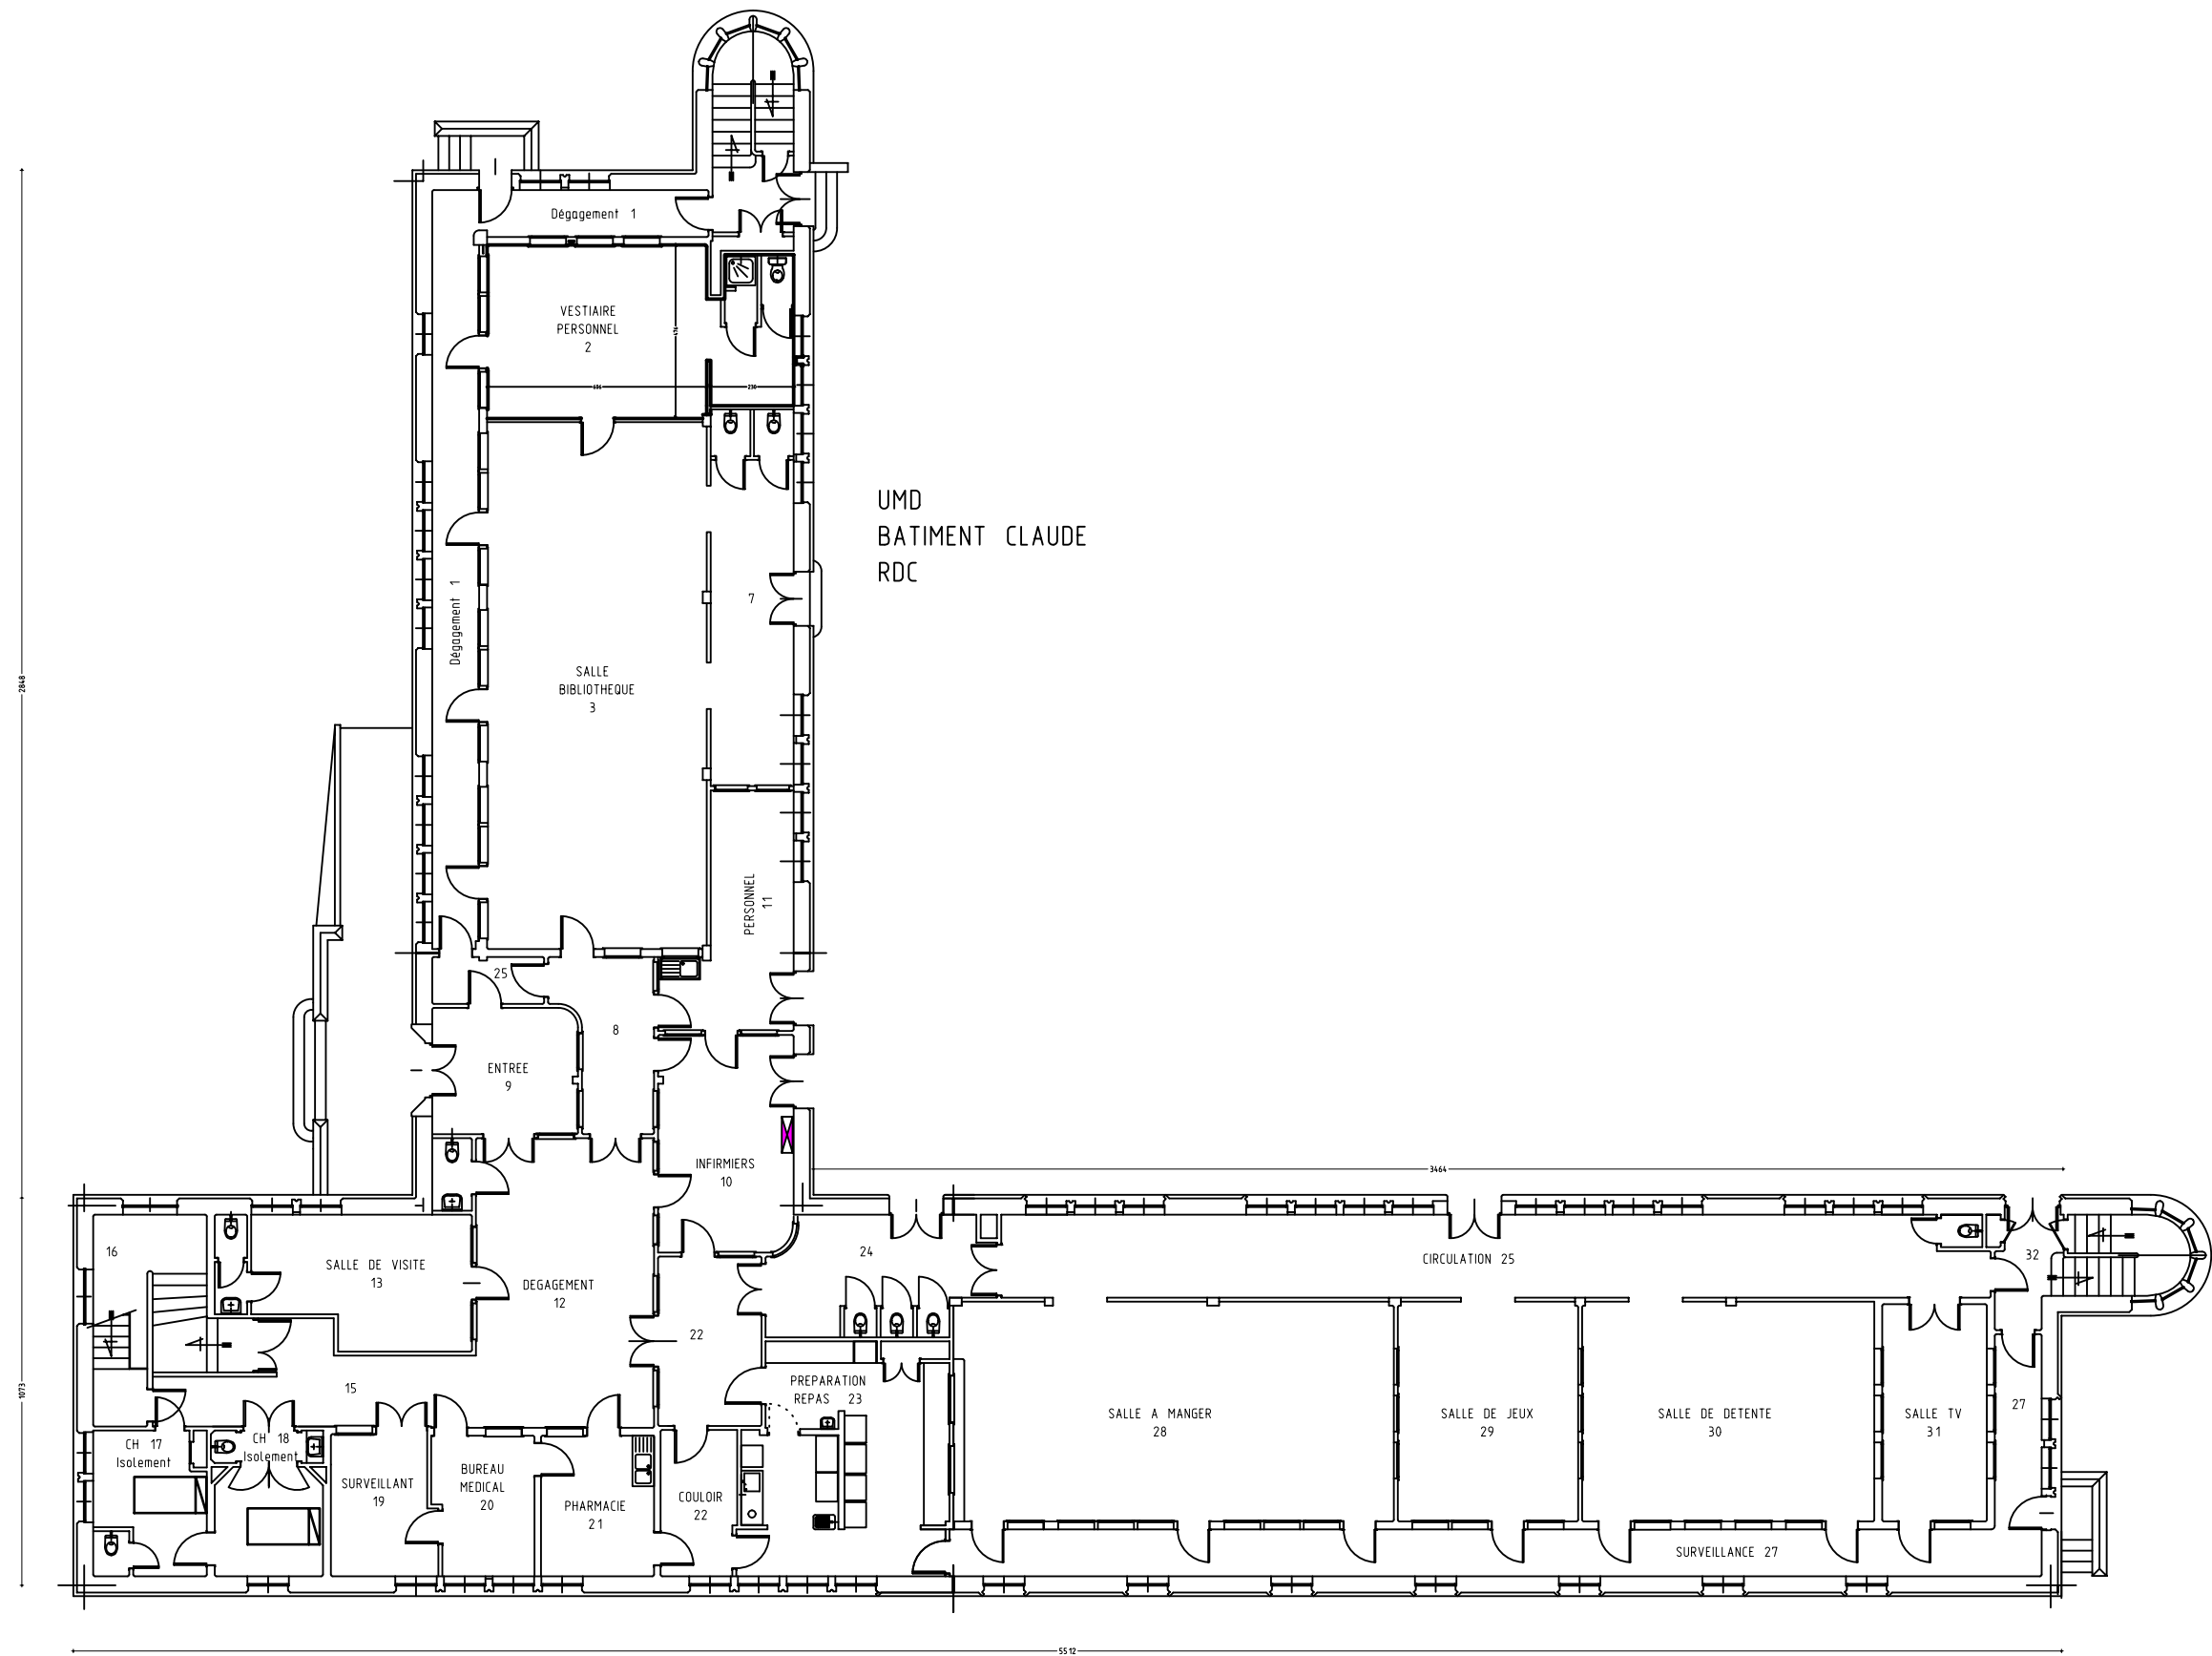 Dégagement 1
VESTIAIRE
PERSONNEL
2
474
606
230
UMD
BATIMENT CLAUDE
RDC
Dégagement 1
7
SALLE
BIBLIOTHEQUE
3
2848
PERSONNEL
11
25
8
ENTREE
9
INFIRMIERS
10
3464
16
SALLE DE VISITE
13
DEGAGEMENT
12
24
CIRCULATION 25
32
22
15
1073
PREPARATION
REPAS 23
SALLE A MANGER
28
SALLE DE JEUX
29
SALLE DE DETENTE
30
SALLE TV
31
27
CH 17
Isolement
CH 18
Isolement
SURVEILLANT
19
BUREAU
MEDICAL
20
PHARMACIE
21
COULOIR
22
SURVEILLANCE 27
5512